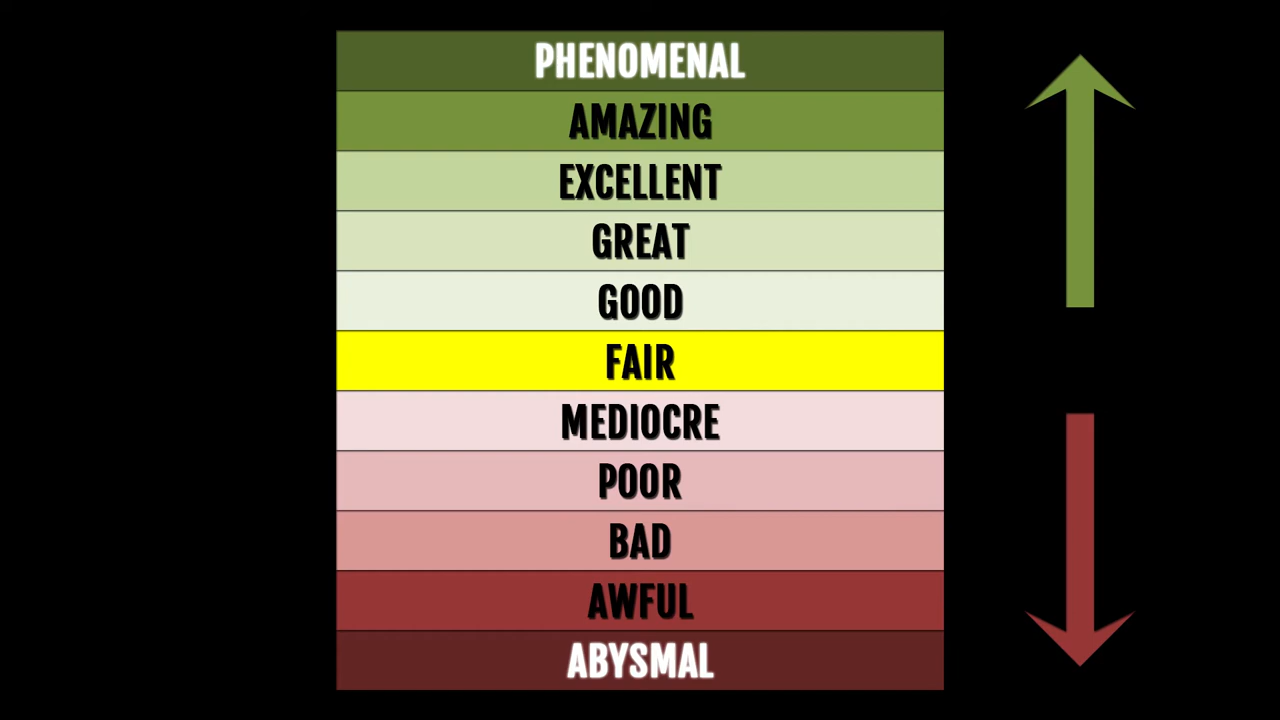 PHENOMENAL
AMAZING
EXCELLENT
GREAT
GOOD
FAIR
MEDIOCRE
POOR
BAD
AWFUL
ABYSMAL